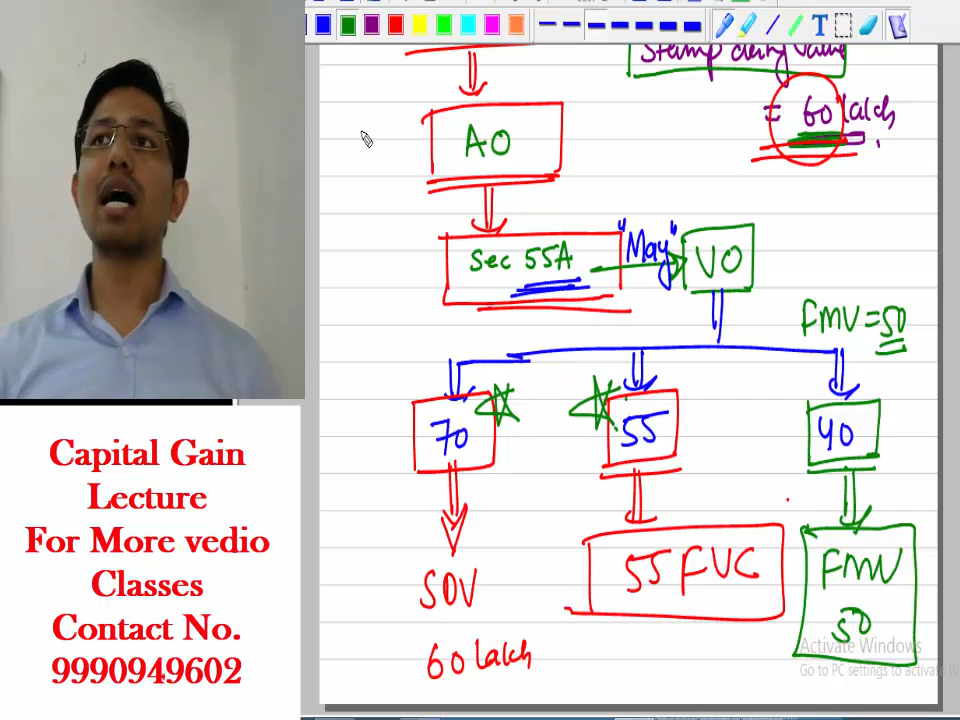 Stamp duty value
= 60 lakh
AO
Sec 55A
"May"
VO
FMV = 50
70
55
40
SDV
60 lakh
55 FVC
FMV
50
T
Activate Windows
Go to PC settings to activate W
Capital Gain
Lecture
For More vedio
Classes
Contact No.
9990949602